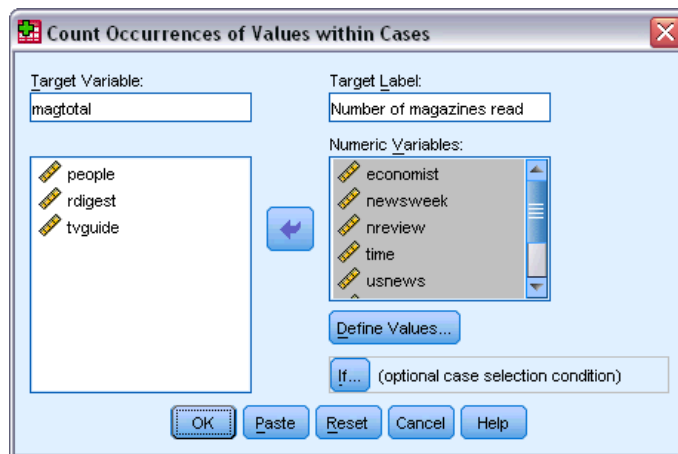 Count Occurrences of Values within Cases
Target Variable:
magtotal
Target Label:
Number of magazines read
people
rdigest
tvguide
Numeric Variables:
economist
newsweek
nreview
time
usnews
Define Values...
If... (optional case selection condition)
OK Paste Reset Cancel Help